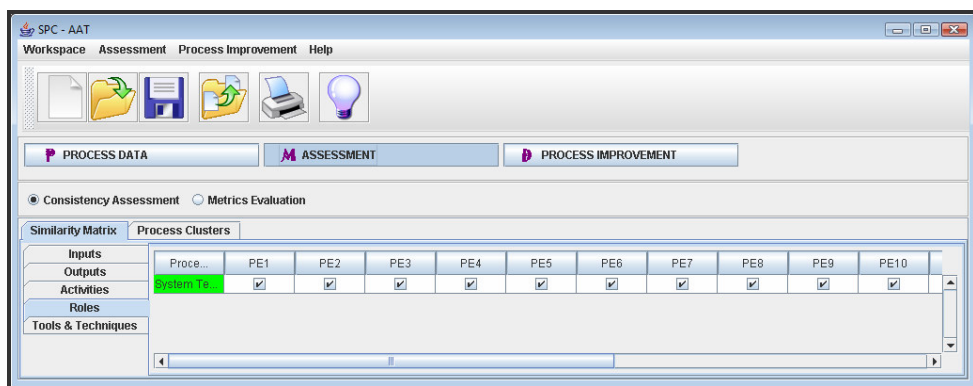 SPC - AAT
Workspace Assessment Process Improvement Help
P PROCESS DATA M ASSESSMENT PROCESS IMPROVEMENT
Consistency Assessment Metrics Evaluation
Similarity Matrix Process Clusters
Inputs
Outputs
Activities
Roles
Tools & Techniques
Proce... PE1 PE2 PE3 PE4 PE5 PE6 PE7 PE8 PE9 PE10
System Te...